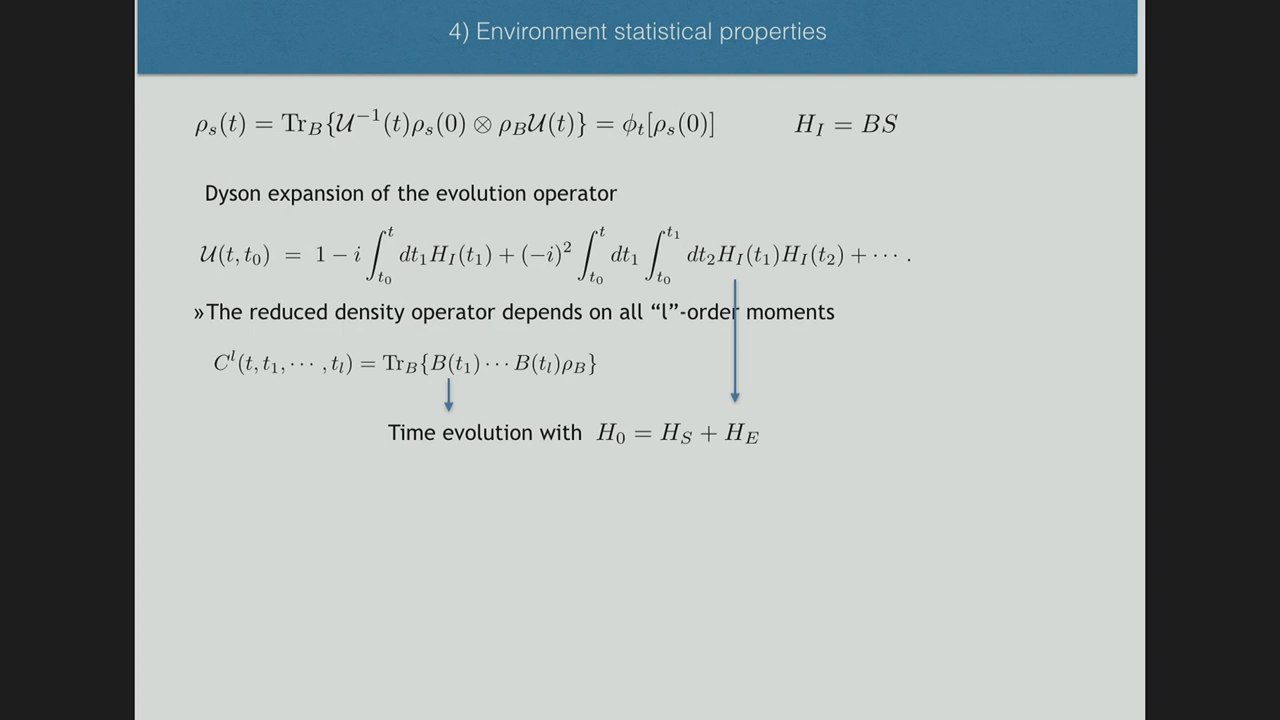 4) Environment statistical properties
ρ_s(t) = Tr_B{𝒰^{-1}(t)ρ_s(0) ⊗ ρ_B𝒰(t)} = ϕ_t[ρ_s(0)] H_I = BS
Dyson expansion of the evolution operator
𝒰(t, t_0) = 1 − i ∫_{t_0}^{t} dt_1 H_I(t_1) + (−i)^2 ∫_{t_0}^{t} dt_1 ∫_{t_0}^{t_1} dt_2 H_I(t_1) H_I(t_2) + ⋯ .
»The reduced density operator depends on all “l”-order moments
C^l(t, t_1, ⋯ , t_l) = Tr_B{B(t_1) ⋯ B(t_l)ρ_B}
Time evolution with H_0 = H_S + H_E